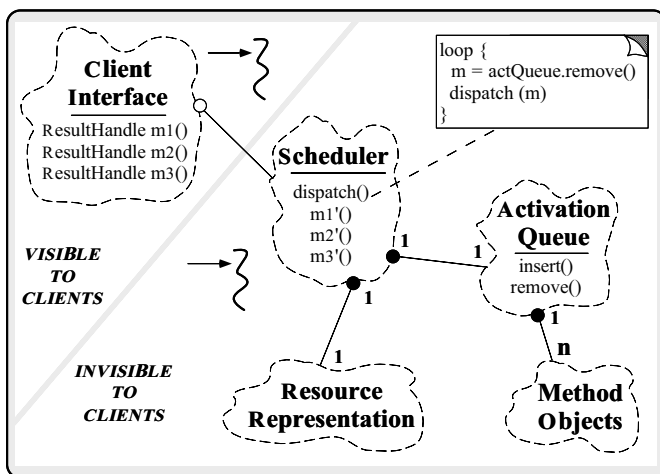 Client
Interface
ResultHandle m1()
ResultHandle m2()
ResultHandle m3()
loop {
m = actQueue.remove()
dispatch (m)
}
Scheduler
dispatch()
m1'()
m2'()
m3'()
Activation
Queue
insert()
remove()
1
1
1
1
1
n
VISIBLE
TO
CLIENTS
INVISIBLE
TO
CLIENTS
Resource
Representation
Method
Objects